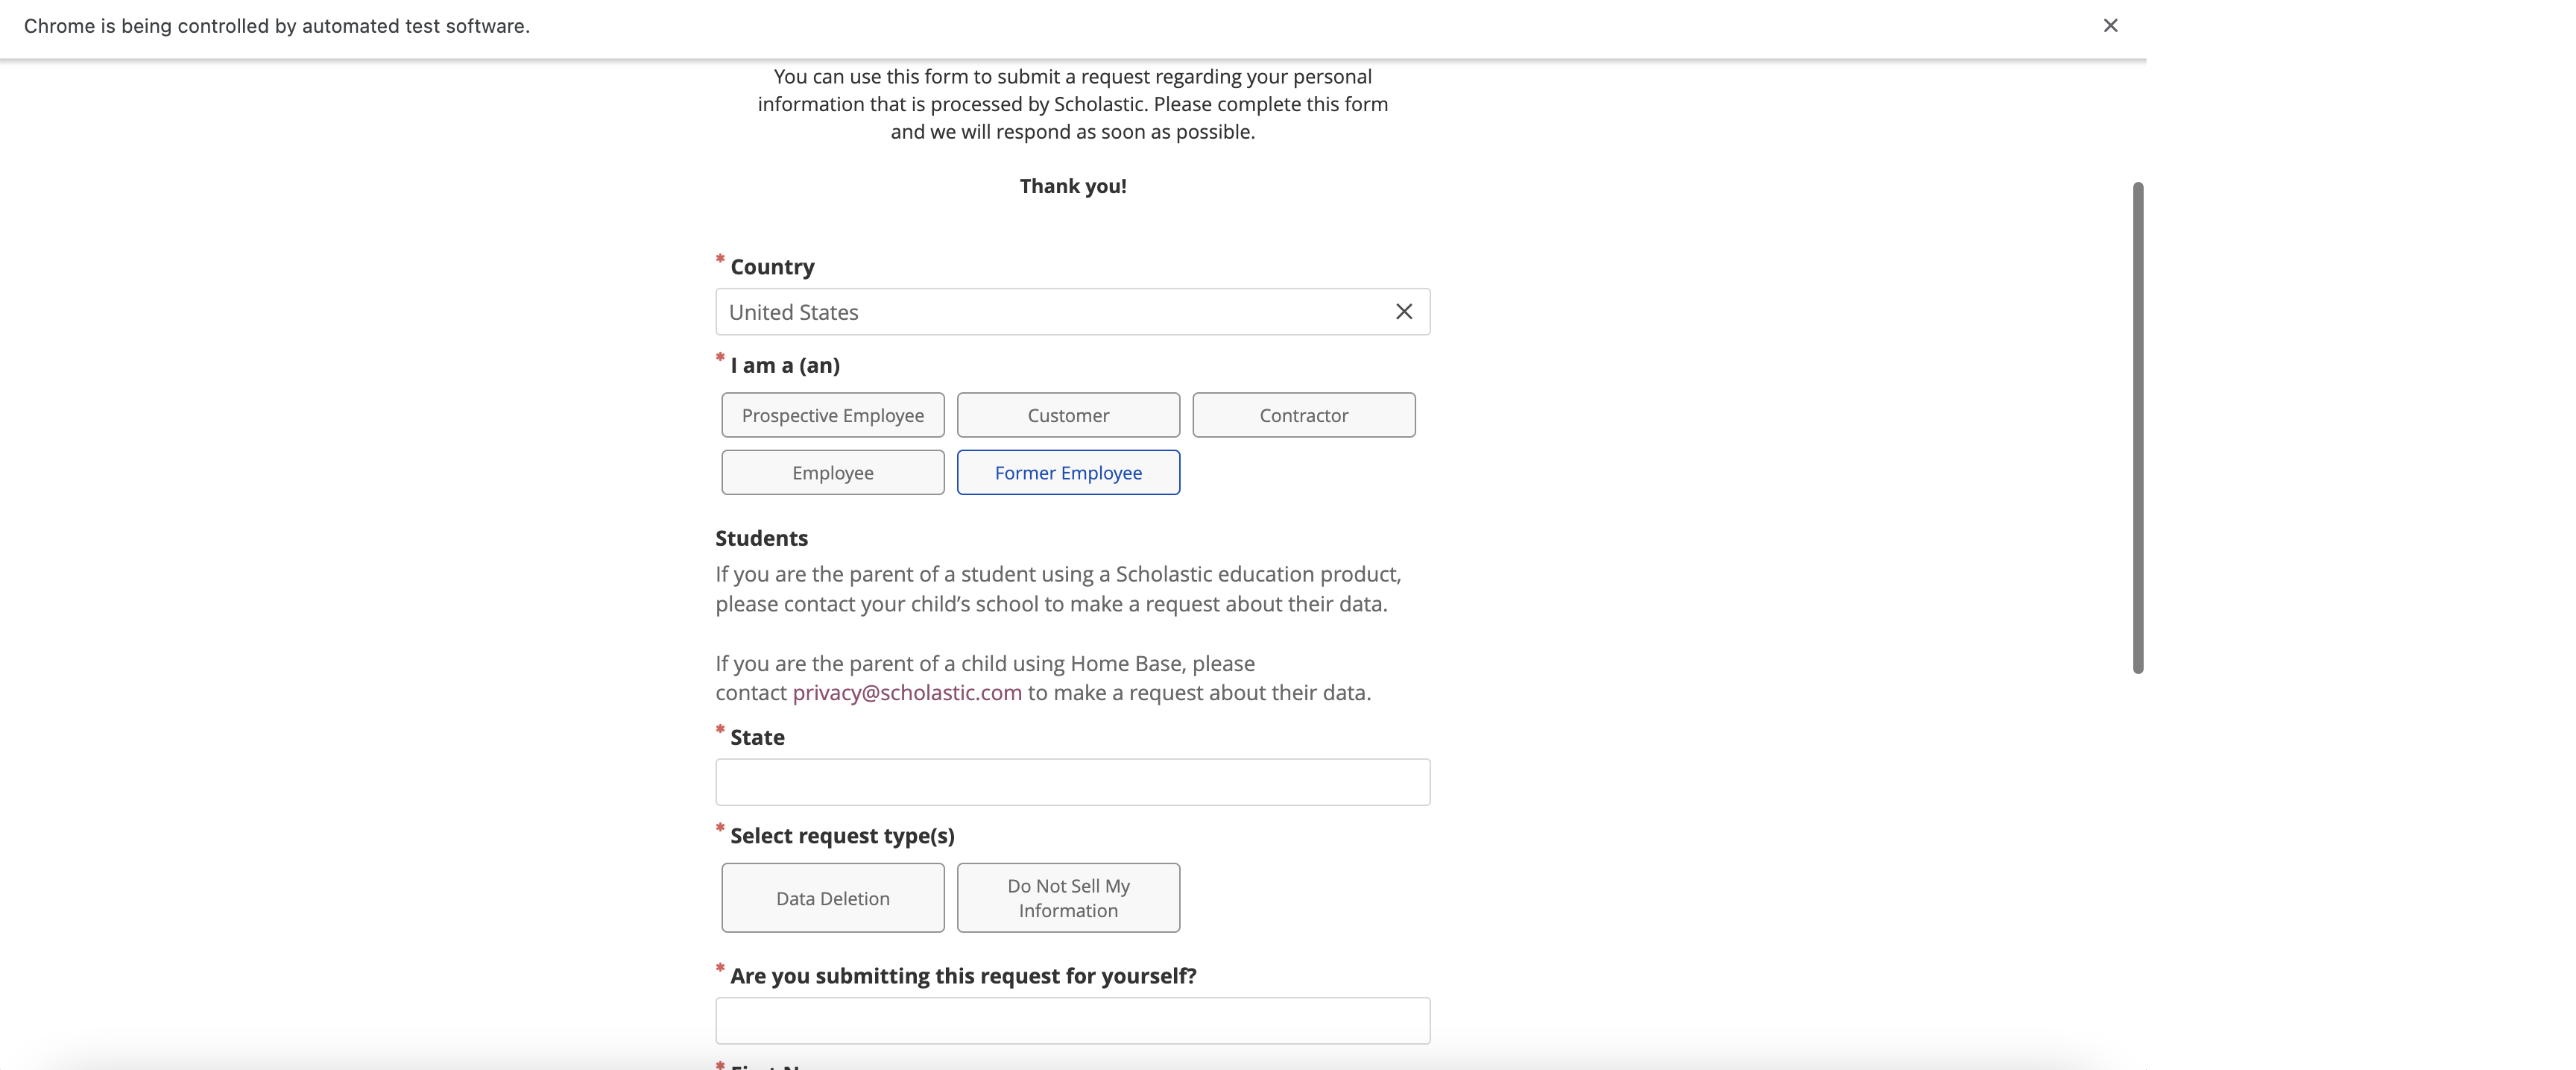 Chrome is being controlled by automated test software.
You can use this form to submit a request regarding your personal
information that is processed by Scholastic. Please complete this form
and we will respond as soon as possible.
Thank you!
* Country
United States
* I am a (an)
Prospective Employee
Customer
Contractor
Employee
Former Employee
Students
If you are the parent of a student using a Scholastic education product,
please contact your child’s school to make a request about their data.
If you are the parent of a child using Home Base, please
contact privacy@scholastic.com to make a request about their data.
* State
* Select request type(s)
Data Deletion
Do Not Sell My
Information
* Are you submitting this request for yourself?